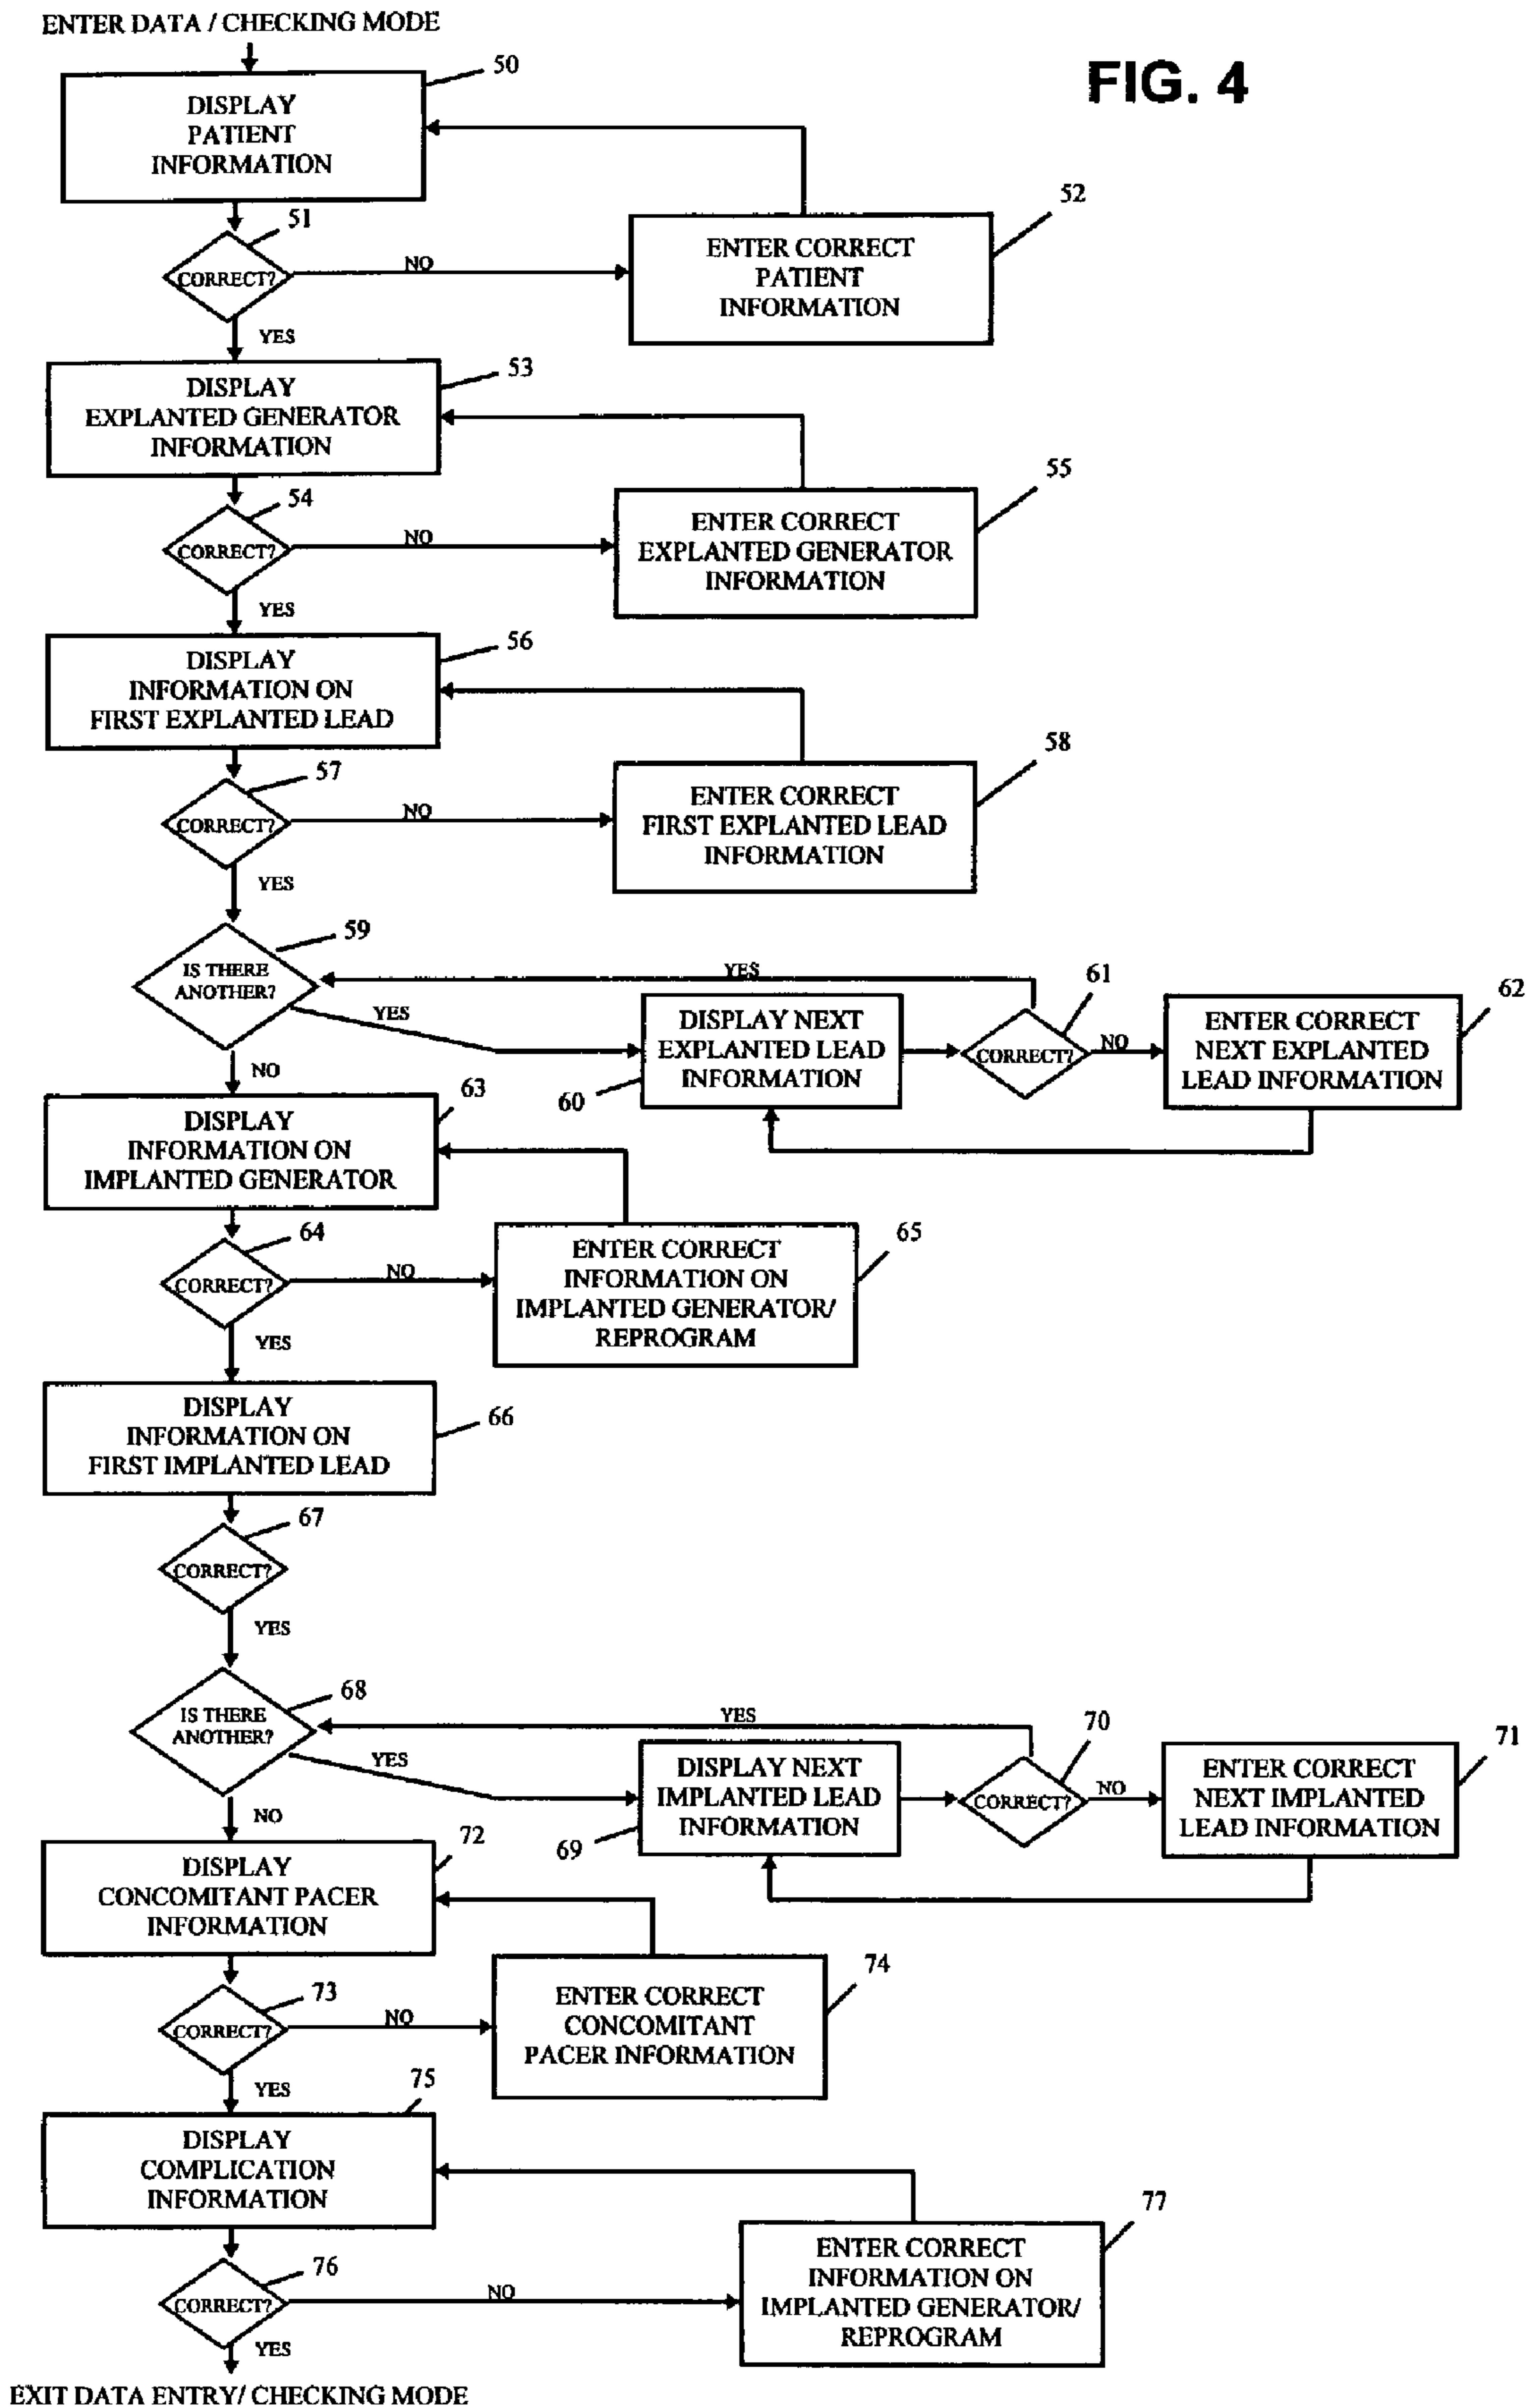 ENTER DATA / CHECKING MODE
FIG. 4
50
DISPLAY
PATIENT
INFORMATION
51
CORRECT?
NO
52
ENTER CORRECT
PATIENT
INFORMATION
YES
53
DISPLAY
EXPLANTED GENERATOR
INFORMATION
54
CORRECT?
NO
55
ENTER CORRECT
EXPLANTED GENERATOR
INFORMATION
YES
56
DISPLAY
INFORMATION ON
FIRST EXPLANTED LEAD
57
CORRECT?
NO
58
ENTER CORRECT
FIRST EXPLANTED LEAD
INFORMATION
YES
59
IS THERE
ANOTHER?
YES
YES
60
DISPLAY NEXT
EXPLANTED LEAD
INFORMATION
61
CORRECT?
NO
62
ENTER CORRECT
NEXT EXPLANTED
LEAD INFORMATION
NO
63
DISPLAY
INFORMATION ON
IMPLANTED GENERATOR
64
CORRECT?
NO
65
ENTER CORRECT
INFORMATION ON
IMPLANTED GENERATOR/
REPROGRAM
YES
66
DISPLAY
INFORMATION ON
FIRST IMPLANTED LEAD
67
CORRECT?
YES
68
IS THERE
ANOTHER?
YES
YES
69
DISPLAY NEXT
IMPLANTED LEAD
INFORMATION
70
CORRECT?
NO
71
ENTER CORRECT
NEXT IMPLANTED
LEAD INFORMATION
NO
72
DISPLAY
CONCOMITANT PACER
INFORMATION
73
CORRECT?
NO
74
ENTER CORRECT
CONCOMITANT
PACER INFORMATION
YES
75
DISPLAY
COMPLICATION
INFORMATION
76
CORRECT?
NO
77
ENTER CORRECT
INFORMATION ON
IMPLANTED GENERATOR/
REPROGRAM
YES
EXIT DATA ENTRY/ CHECKING MODE